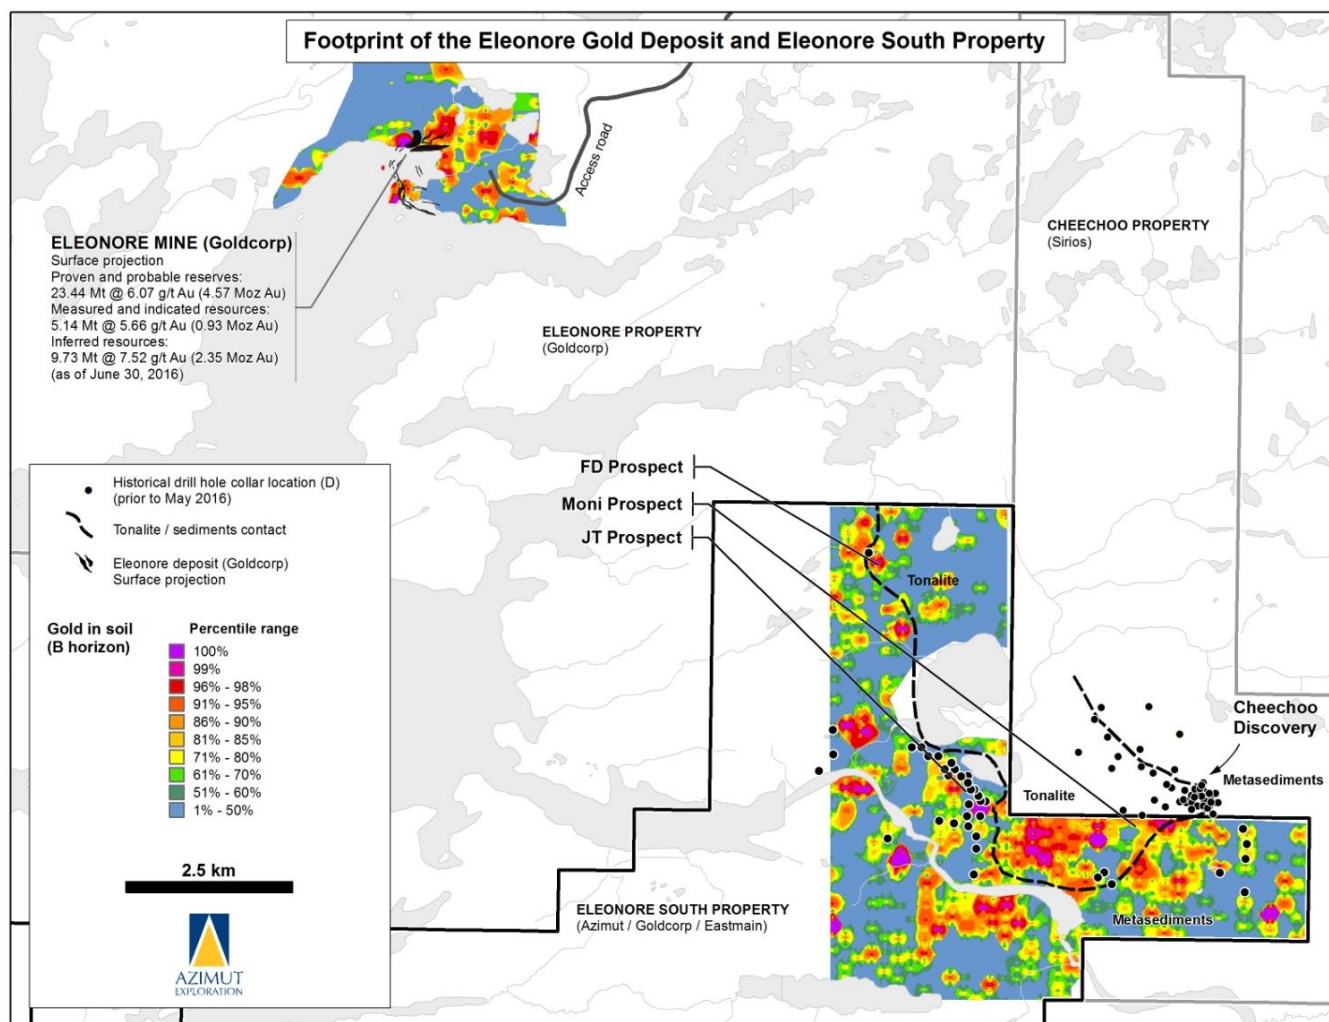 Footprint of the Eleonore Gold Deposit and Eleonore South Property
Access road
ELEONORE MINE (Goldcorp)
Surface projection
Proven and probable reserves:
23.44 Mt @ 6.07 g/t Au (4.57 Moz Au)
Measured and indicated resources:
5.14 Mt @ 5.66 g/t Au (0.93 Moz Au)
Inferred resources:
9.73 Mt @ 7.52 g/t Au (2.35 Moz Au)
(as of June 30, 2016)
CHEECHOO PROPERTY
(Sirios)
ELEONORE PROPERTY
(Goldcorp)
FD Prospect
Moni Prospect
JT Prospect
Historical drill hole collar location (D)
(prior to May 2016)
Tonalite / sediments contact
Eleonore deposit (Goldcorp)
Surface projection
Gold in soil
(B horizon)
Percentile range
100%
99%
96% - 98%
91% - 95%
86% - 90%
81% - 85%
71% - 80%
61% - 70%
51% - 60%
1% - 50%
2.5 km
AZIMUT
EXPLORATION
Tonalite
Cheechoo
Discovery
Metasediments
Tonalite
ELEONORE SOUTH PROPERTY
(Azimut / Goldcorp / Eastmain)
Metasediments